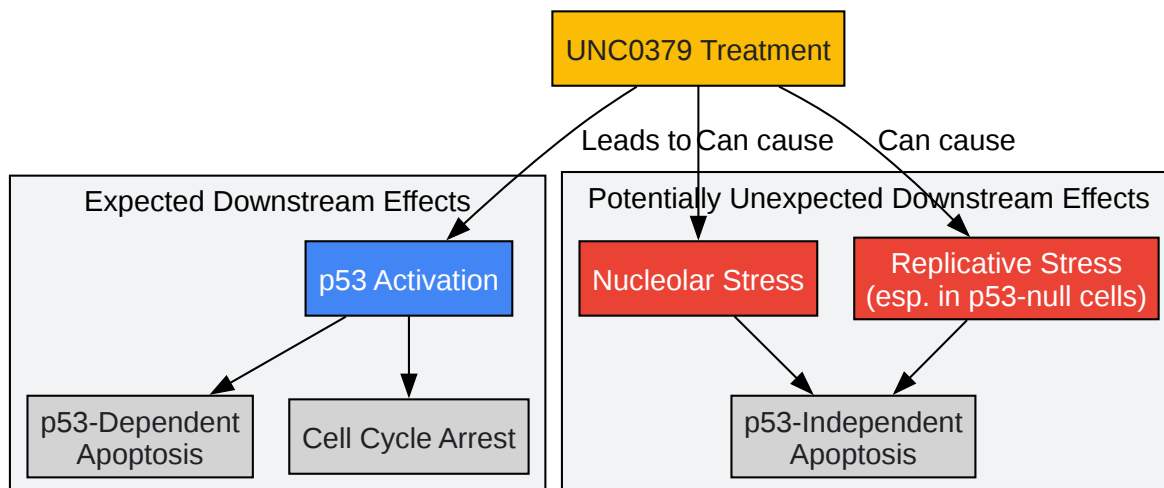 UNC0379 Treatment
Leads to
Can cause
Can cause
Expected Downstream Effects
Potentially Unexpected Downstream Effects
p53 Activation
Nucleolar Stress
Replicative Stress
(esp. in p53-null cells)
p53-Dependent
Apoptosis
Cell Cycle Arrest
p53-Independent
Apoptosis